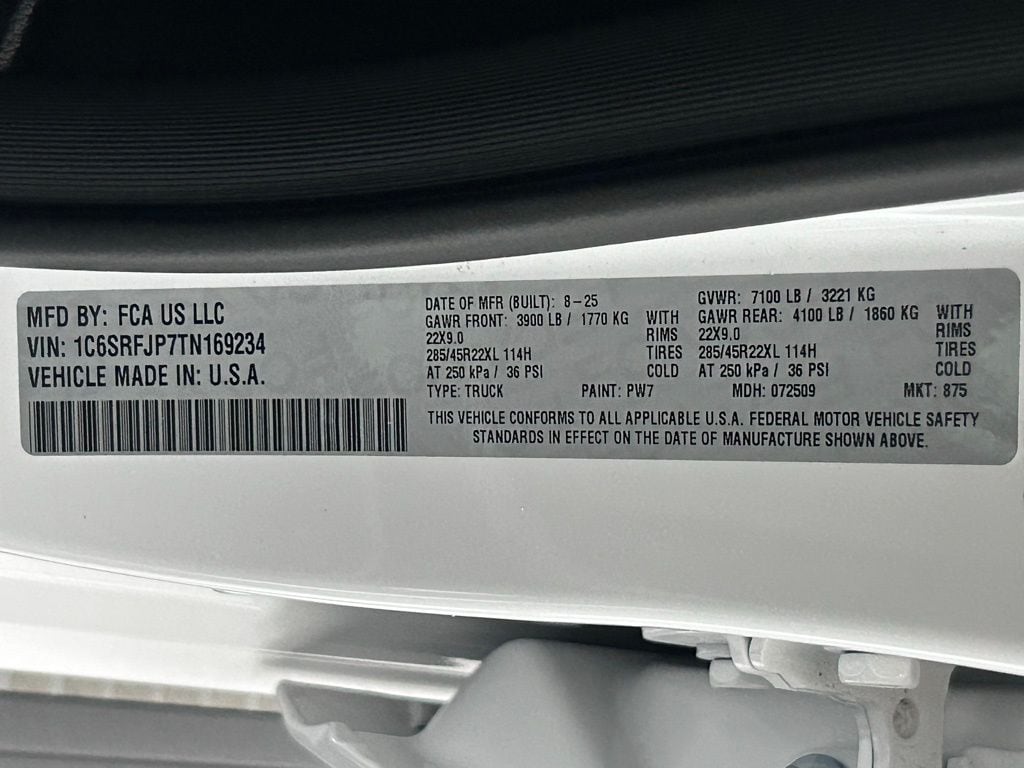 MFD BY: FCA US LLC
VIN: 1C6SRFJP7TN169234
VEHICLE MADE IN: U.S.A.
DATE OF MFR (BUILT): 8-25
GAWR FRONT: 3900 LB / 1770 KG WITH
22X9.0 RIMS
285/45R22XL 114H TIRES
AT 250 kPa / 36 PSI COLD
GVWR: 7100 LB / 3221 KG
GAWR REAR: 4100 LB / 1860 KG WITH
22X9.0 RIMS
285/45R22XL 114H TIRES
AT 250 kPa / 36 PSI COLD
TYPE: TRUCK PAINT: PW7 MDH: 072509 MKT: 875
THIS VEHICLE CONFORMS TO ALL APPLICABLE U.S.A. FEDERAL MOTOR VEHICLE SAFETY
STANDARDS IN EFFECT ON THE DATE OF MANUFACTURE SHOWN ABOVE.